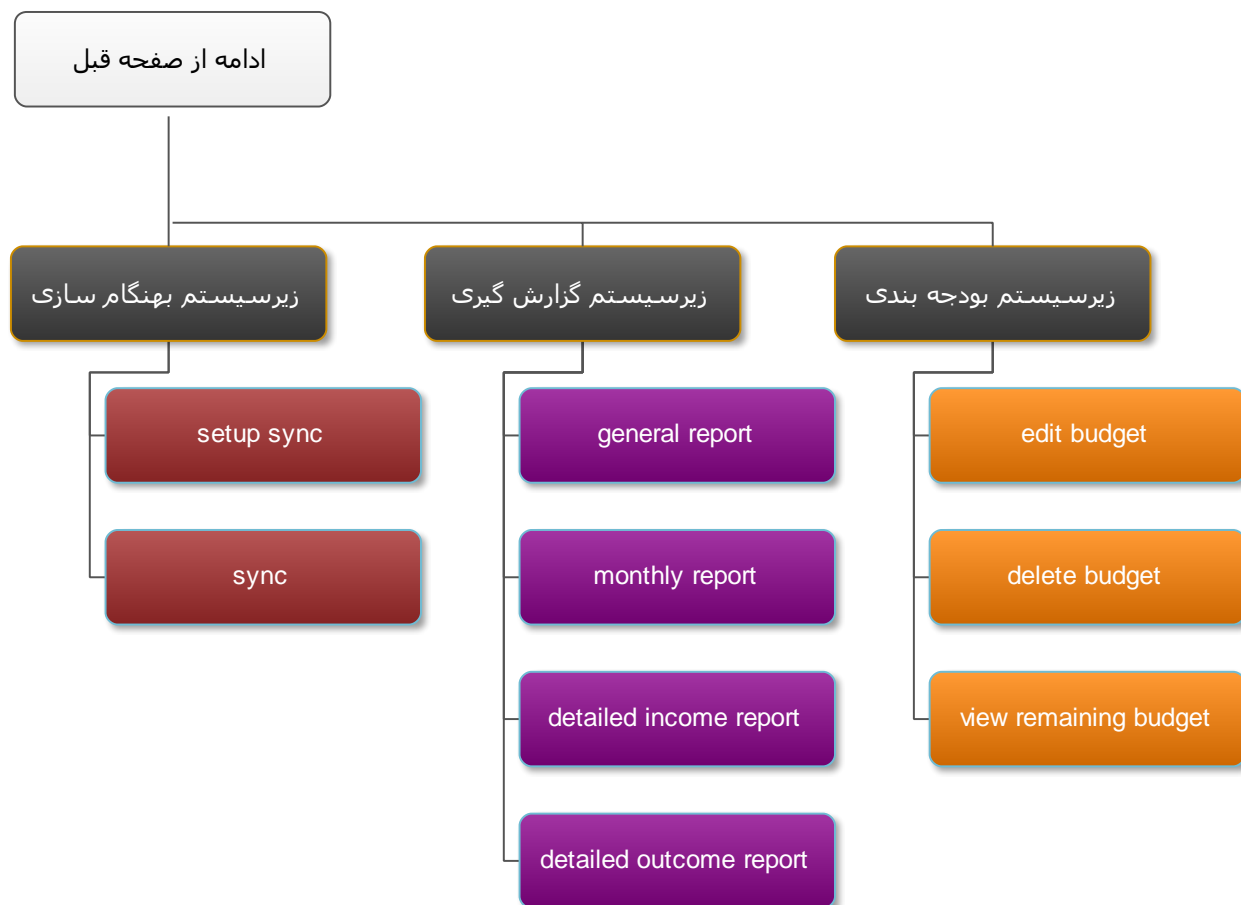 ادامه از صفحه قبل
زیرسیستم بودجه بندی
edit budget
delete budget
view remaining budget
زیرسیستم گزارش گیری
general report
monthly report
detailed income report
detailed outcome report
زیرسیستم بهنگام سازی
setup sync
sync